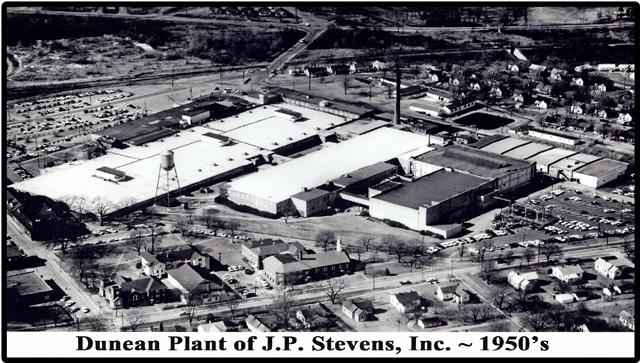 Dunean Plant of J.P. Stevens, Inc. ~ 1950's